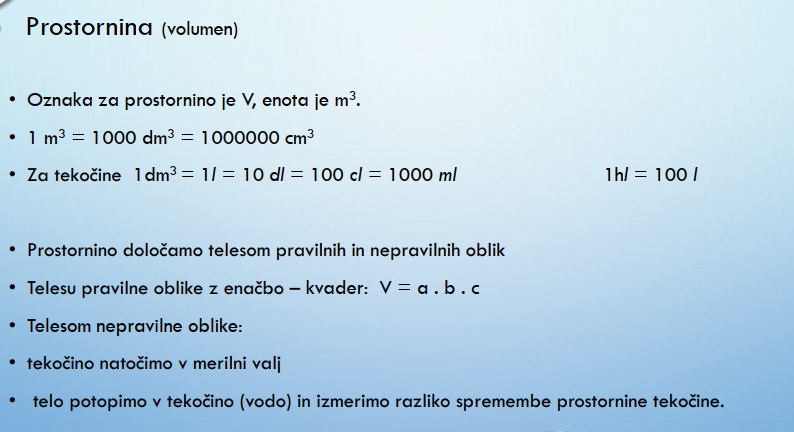 Prostornina (volumen)
• Oznaka za prostornino je V, enota je m³.
• 1 m³ = 1000 dm³ = 1000000 cm³
• Za tekočine 1dm³ = 1l = 10 dl = 100 cl = 1000 ml 1hl = 100 l
• Prostornino določamo telesom pravilnih in nepravilnih oblik
• Telesu pravilne oblike z enačbo – kvader: V = a . b . c
• Telesom nepravilne oblike:
• tekočino natočimo v merilni valj
• telo potopimo v tekočino (vodo) in izmerimo razliko spremembe prostornine tekočine.